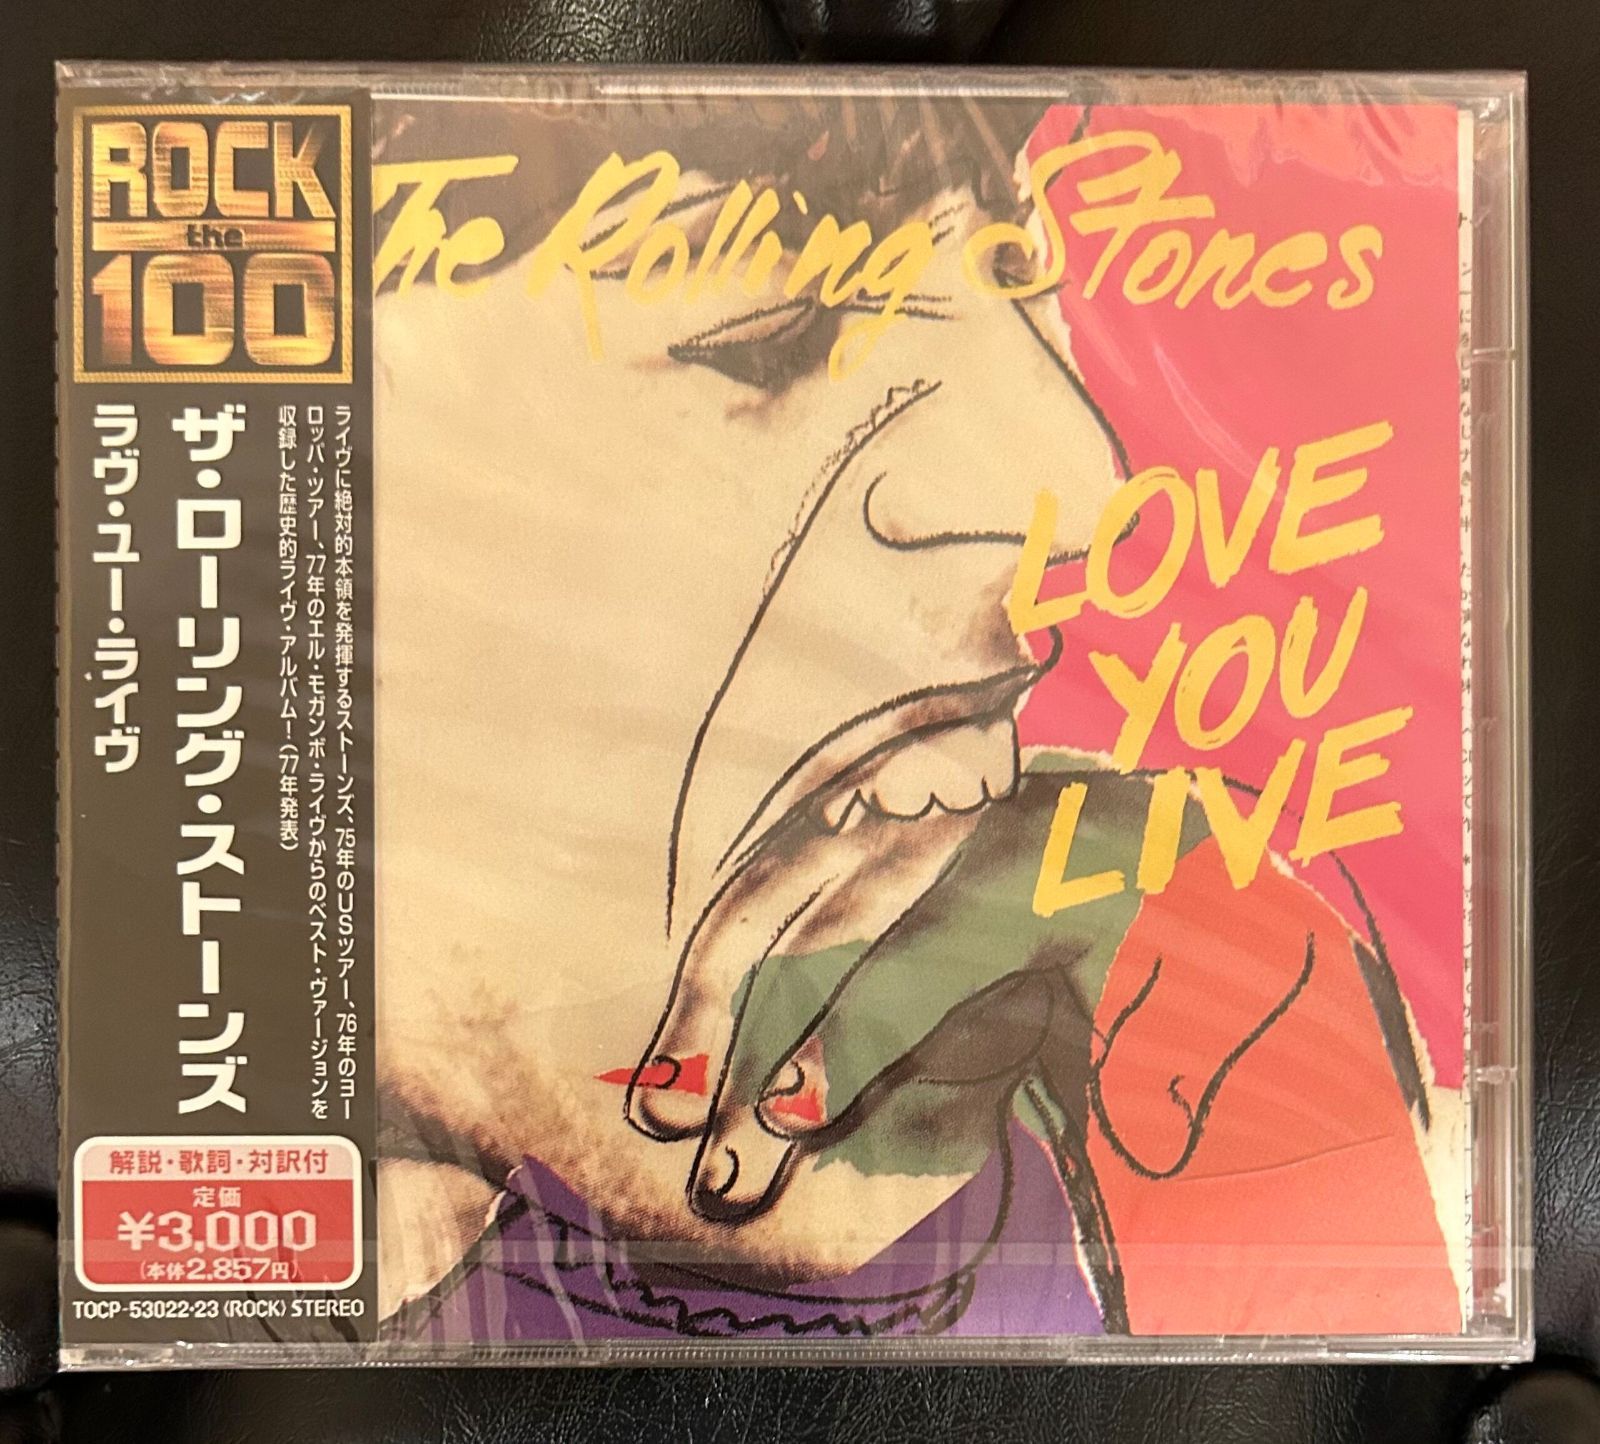 ROCK
the
100
ザ・ローリング・ストーンズ
ラヴ・ユー・ライヴ
ライヴに絶対的本領を発揮するストーンズ、75年のUSツアー、76年のヨー
ロッパ・ツアー、77年のエル・モガンボ・ライヴからのベスト・ヴァージョンを
収録した歴史的ライヴ・アルバム!(77年発表)
解説・歌詞・対訳付
定価
¥3,000
(本体2,857円)
TOCP-53022・23 〈ROCK〉 STEREO
The Rolling Stones
LOVE
YOU
LIVE